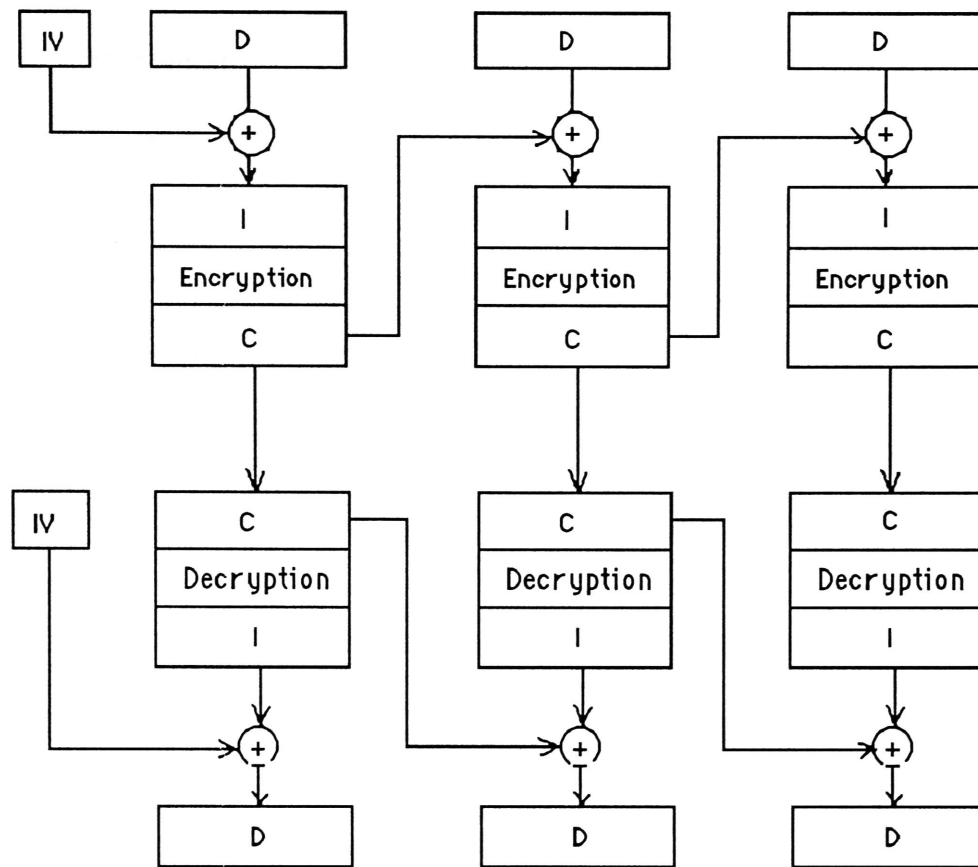 IV D D D
+ + +
I I I
Encryption Encryption Encryption
C C C
IV C C C
Decryption Decryption Decryption
I I I
+ + +
D D D